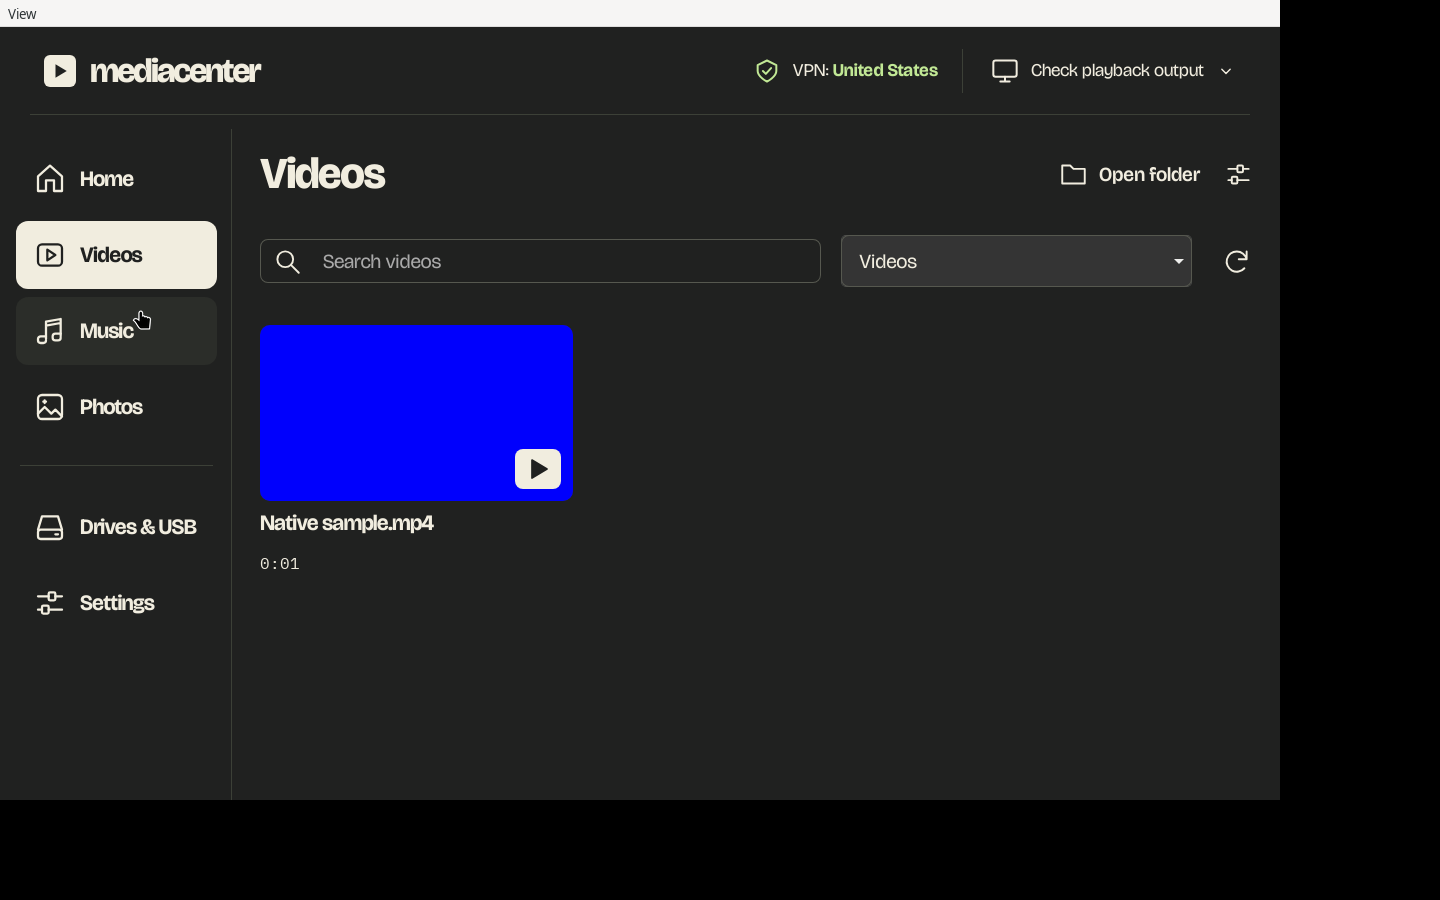 View
mediacenter
VPN: United States
Check playback output
Home
Videos
Music
Photos
Drives & USB
Settings
Videos
Open folder
Search videos
Videos
Native sample.mp4
0:01